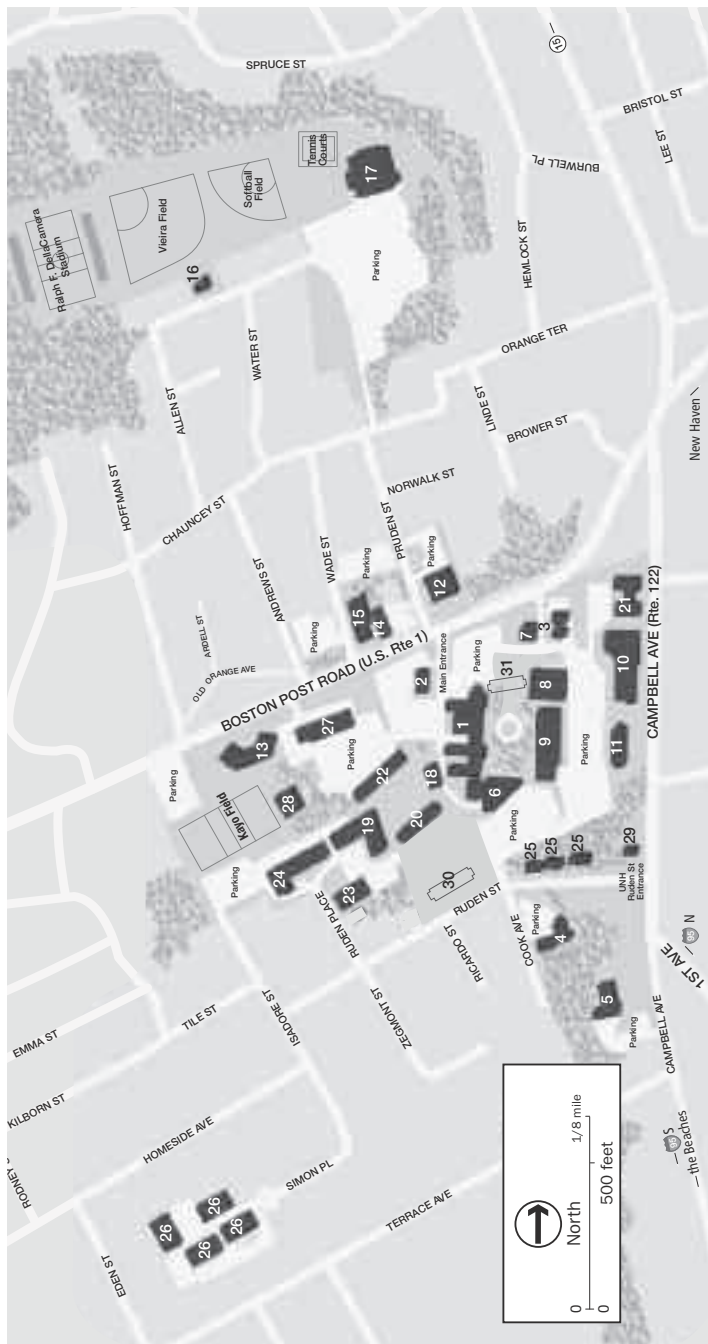 SPRUCE ST
15
BRISTOL ST
LEE ST
BURWELL PL
Tennis
Courts
17
Softball
Field
Vieira Field
Ralph F. DellaCamera
Stadium
16
Parking
HEMLOCK ST
ORANGE TER
WATER ST
ALLEN ST
LINDE ST
BROWER ST
New Haven
HOFFMAN ST
CHAUNCEY ST
NORWALK ST
PRUDEN ST
WADE ST
ANDREWS ST
Parking
Parking
12
15
14
Parking
ARDELL ST
OLD ORANGE AVE
BOSTON POST ROAD (U.S. Rte 1)
Main Entrance
2
Parking
7
3
21
CAMPBELL AVE (Rte. 122)
31
8
10
1
9
11
Parking
6
18
13
27
Parking
22
Parking
28
Kayo Field
19
20
Parking
25
25
25
29
UNH
Ruden St
Entrance
24
Parking
23
30
RUDEN PLACE
RUDEN ST
RICARDO ST
COOK AVE
Parking
4
5
Parking
1ST AVE
95 N
CAMPBELL AVE
95 S
the Beaches
TILE ST
ISADORE ST
ZEGMONT ST
EMMA ST
KILBORN ST
HOMESIDE AVE
SIMON PL
TERRACE AVE
26
26
26
26
EDEN ST
North
0
1/8 mile
0
500 feet